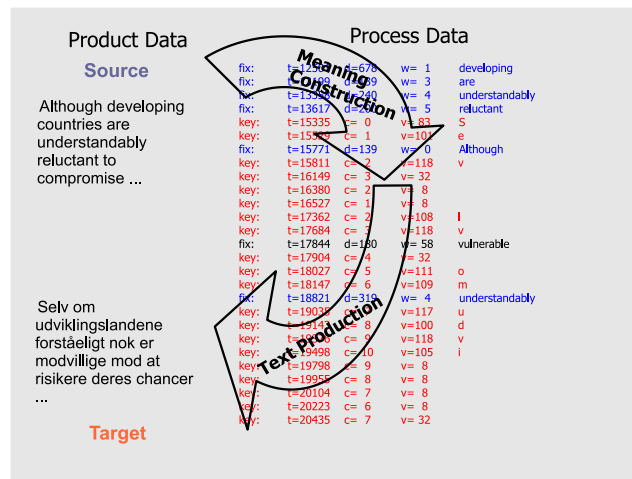 Product Data
Process Data
Source
Although developing
countries are
understandably
reluctant to
compromise ...
Selv om
udviklingslandene
forståeligt nok er
modvillige mod at
risikere deres chancer
...
Target
Meaning
Construction
Text Production
fix: d=678 w= 1 developing
fix: w= 3 are
fix: d=240 w= 4 understandably
fix: t=13617 w= 5 reluctant
key: t=15335 c= 0 v= 83 S
key: c= 1 v=101 e
fix: t=15771 d=139 w= 0 Although
key: t=15811 c= 2 v=118 v
key: t=16149 c= 3 v= 32
key: t=16380 c= 2 v= 8
key: t=16527 c= 1 v= 8
key: t=17362 c= 2 v=108 l
key: t=17684 c= 3 v=118 v
fix: t=17844 d=180 w= 58 vulnerable
key: t=17904 c= 4 v= 32
key: t=18027 c= 5 v=111 o
key: t=18147 c= 6 v=109 m
fix: t=18821 d=319 w= 4 understandably
key: v=117 u
key: c= 8 v=100 d
key: c= 9 v=118 v
key: t=19498 c=10 v=105 i
key: t=19798 c= 9 v= 8
key: t=19955 c= 8 v= 8
key: t=20104 c= 7 v= 8
key: t=20223 c= 6 v= 8
key: t=20435 c= 7 v= 32